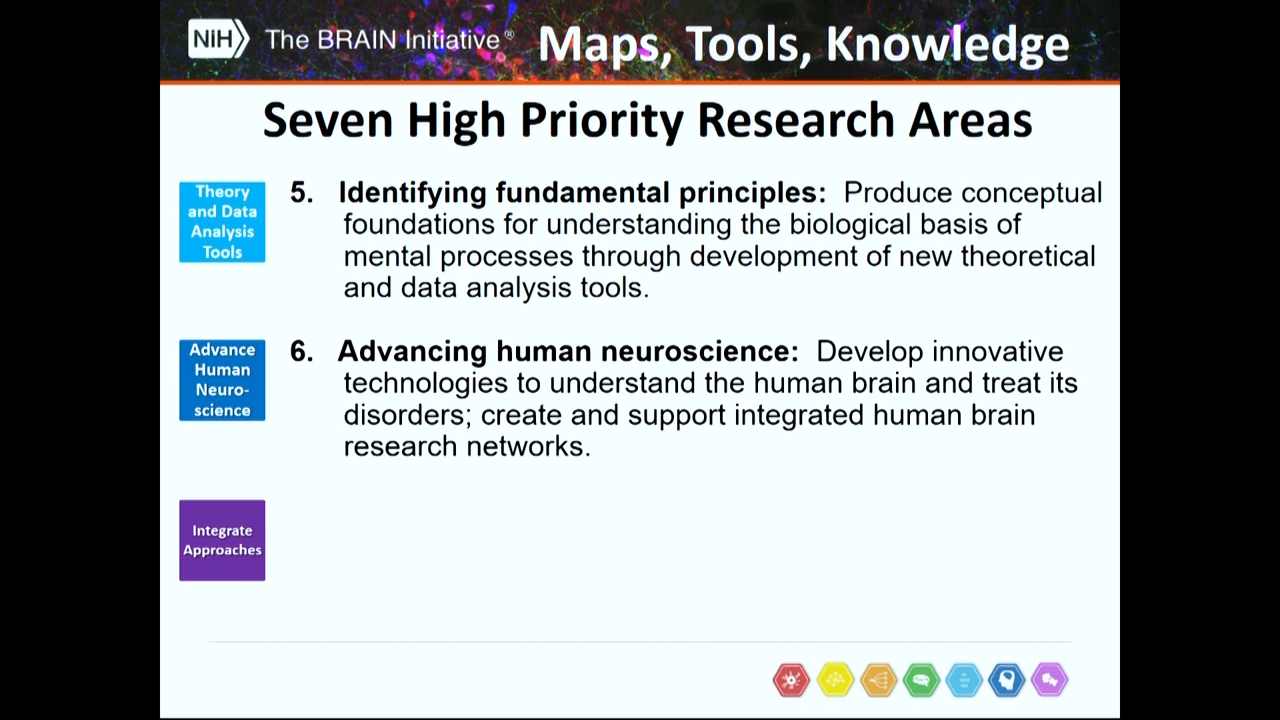 NIH The BRAIN Initiative® Maps, Tools, Knowledge
Seven High Priority Research Areas
Theory
and Data
Analysis
Tools
5. Identifying fundamental principles: Produce conceptual
foundations for understanding the biological basis of
mental processes through development of new theoretical
and data analysis tools.
Advance
Human
Neuro-
science
6. Advancing human neuroscience: Develop innovative
technologies to understand the human brain and treat its
disorders; create and support integrated human brain
research networks.
Integrate
Approaches